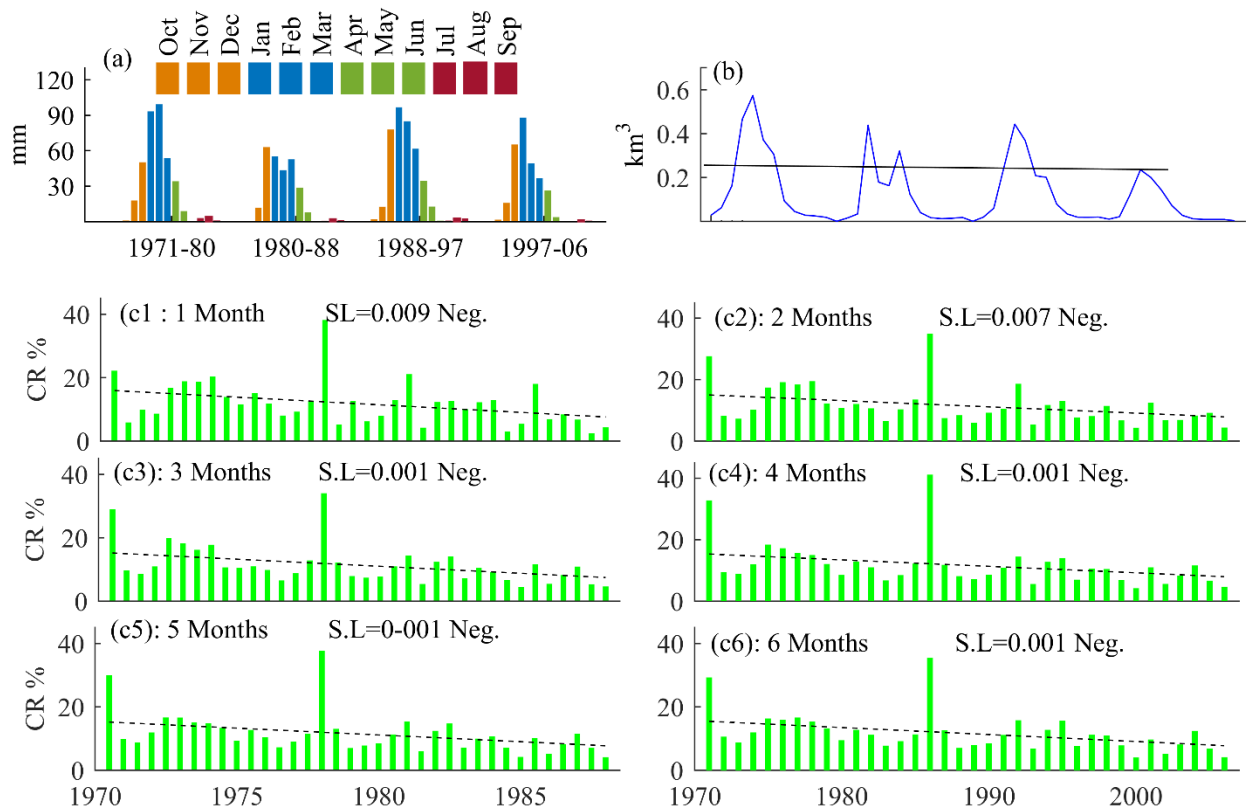 (a)
Oct Nov Dec Jan Feb Mar Apr May Jun Jul Aug Sep
mm
120
90
60
30
1971-80 1980-88 1988-97 1997-06
(b)
km³
0.6
0.4
0.2
(c1 : 1 Month SL=0.009 Neg.
CR %
40
20
0
(c2): 2 Months S.L=0.007 Neg.
40
20
0
(c3): 3 Months S.L=0.001 Neg.
CR %
40
20
0
(c4): 4 Months S.L=0.001 Neg.
40
20
0
(c5): 5 Months S.L=0-001 Neg.
CR %
40
20
0
1970 1975 1980 1985
(c6): 6 Months S.L=0.001 Neg.
40
20
0
1970 1980 1990 2000